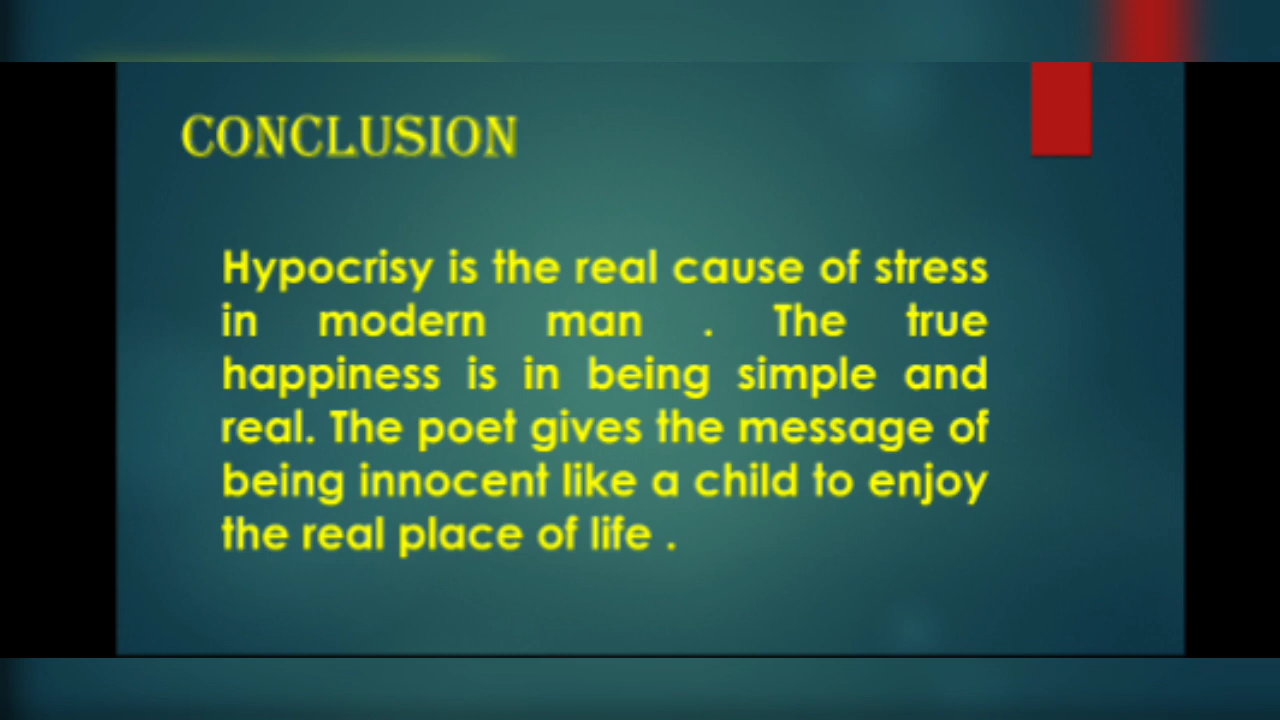 CONCLUSION
Hypocrisy is the real cause of stress
in modern man . The true
happiness is in being simple and
real. The poet gives the message of
being innocent like a child to enjoy
the real place of life .